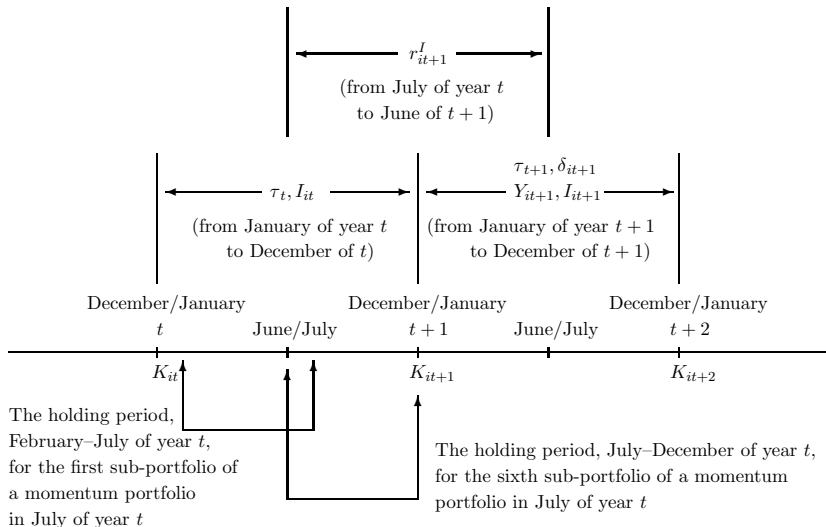 r^I_{it+1}
(from July of year t
to June of t + 1)
τ_{t+1}, δ_{it+1}
τ_t, I_{it}
Y_{it+1}, I_{it+1}
(from January of year t
to December of t)
(from January of year t + 1
to December of t + 1)
December/January
t
June/July
December/January
t + 1
June/July
December/January
t + 2
K_{it}
K_{it+1}
K_{it+2}
The holding period,
February–July of year t,
for the first sub-portfolio of
a momentum portfolio
in July of year t
The holding period, July–December of year t,
for the sixth sub-portfolio of a momentum
portfolio in July of year t